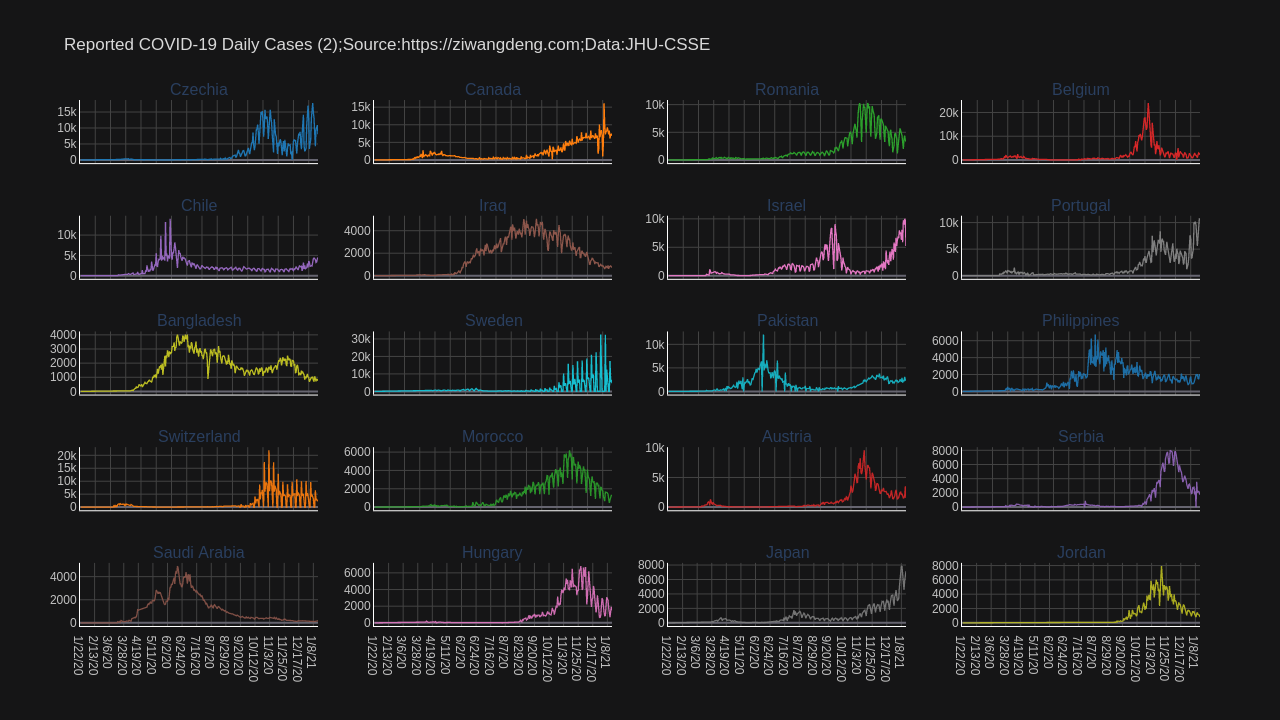 Reported COVID-19 Daily Cases (2);Source:https://ziwangdeng.com;Data:JHU-CSSE
Czechia Canada Romania Belgium
15k 10k 5k 0
15k 10k 5k 0
10k 5k 0
20k 10k 0
Chile Iraq Israel Portugal
10k 5k 0
4000 2000 0
10k 5k 0
10k 5k 0
Bangladesh Sweden Pakistan Philippines
4000 3000 2000 1000 0
30k 20k 10k 0
10k 5k 0
6000 4000 2000 0
Switzerland Morocco Austria Serbia
20k 15k 10k 5k 0
6000 4000 2000 0
10k 5k 0
8000 6000 4000 2000 0
Saudi Arabia Hungary Japan Jordan
4000 2000 0
6000 4000 2000 0
8000 6000 4000 2000 0
8000 6000 4000 2000 0
1/22/20 2/13/20 3/6/20 3/28/20 4/19/20 5/11/20 6/2/20 6/24/20 7/16/20 8/7/20 8/29/20 9/20/20 10/12/20 11/3/20 11/25/20 12/17/20 1/8/21
1/22/20 2/13/20 3/6/20 3/28/20 4/19/20 5/11/20 6/2/20 6/24/20 7/16/20 8/7/20 8/29/20 9/20/20 10/12/20 11/3/20 11/25/20 12/17/20 1/8/21
1/22/20 2/13/20 3/6/20 3/28/20 4/19/20 5/11/20 6/2/20 6/24/20 7/16/20 8/7/20 8/29/20 9/20/20 10/12/20 11/3/20 11/25/20 12/17/20 1/8/21
1/22/20 2/13/20 3/6/20 3/28/20 4/19/20 5/11/20 6/2/20 6/24/20 7/16/20 8/7/20 8/29/20 9/20/20 10/12/20 11/3/20 11/25/20 12/17/20 1/8/21